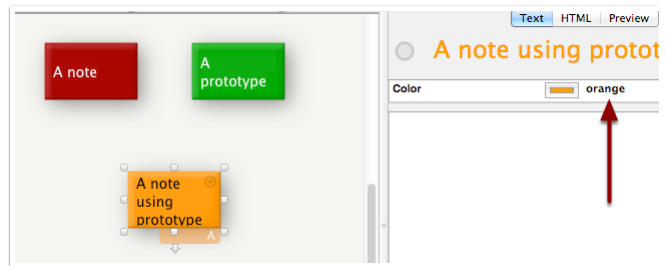 Text HTML Preview
A note
A
prototype
A note using protot
Color orange
A note
using
prototype
A